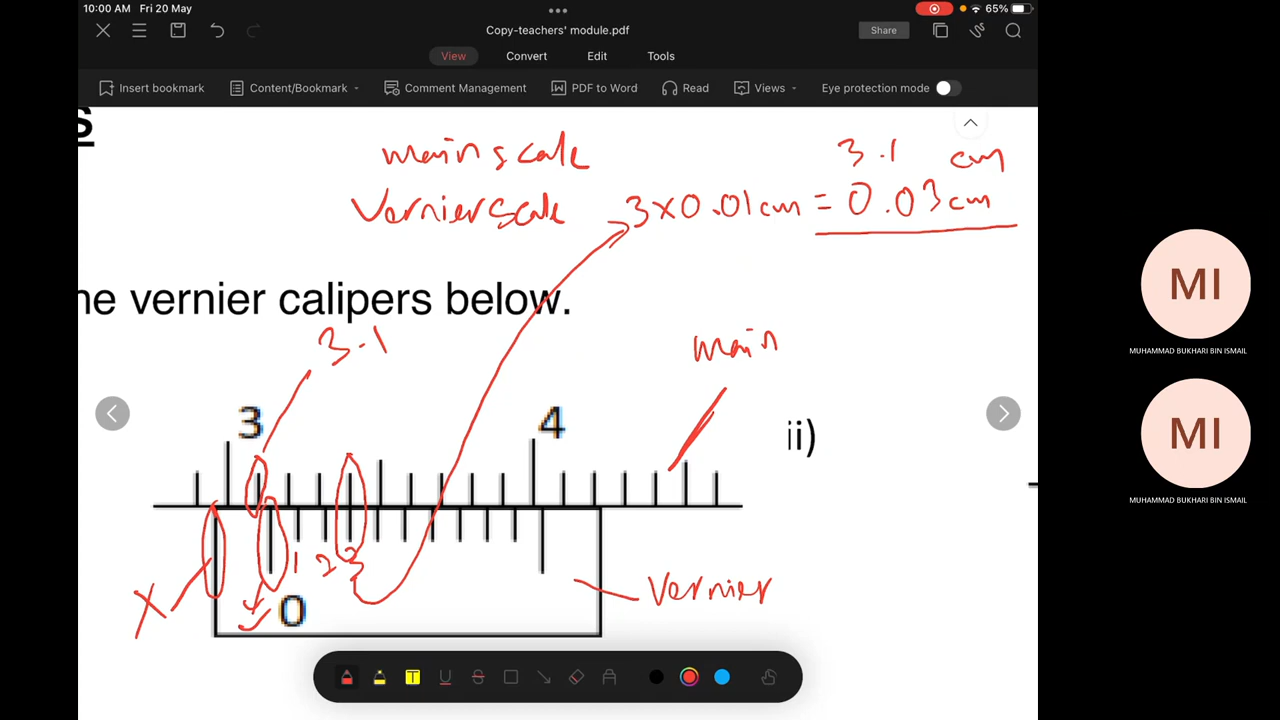 10:00 AM Fri 20 May
65%
Copy-teachers' module.pdf
Share
View Convert Edit Tools
Insert bookmark Content/Bookmark Comment Management PDF to Word Read Views Eye protection mode
s
main scale 3.1 cm
Vernier scale 3×0.01cm = 0.03cm
ne vernier calipers below.
3.1
main
3 4
ii)
1 2 3
X 0 Vernier
MI
MUHAMMAD BUKHARI BIN ISMAIL
MI
MUHAMMAD BUKHARI BIN ISMAIL